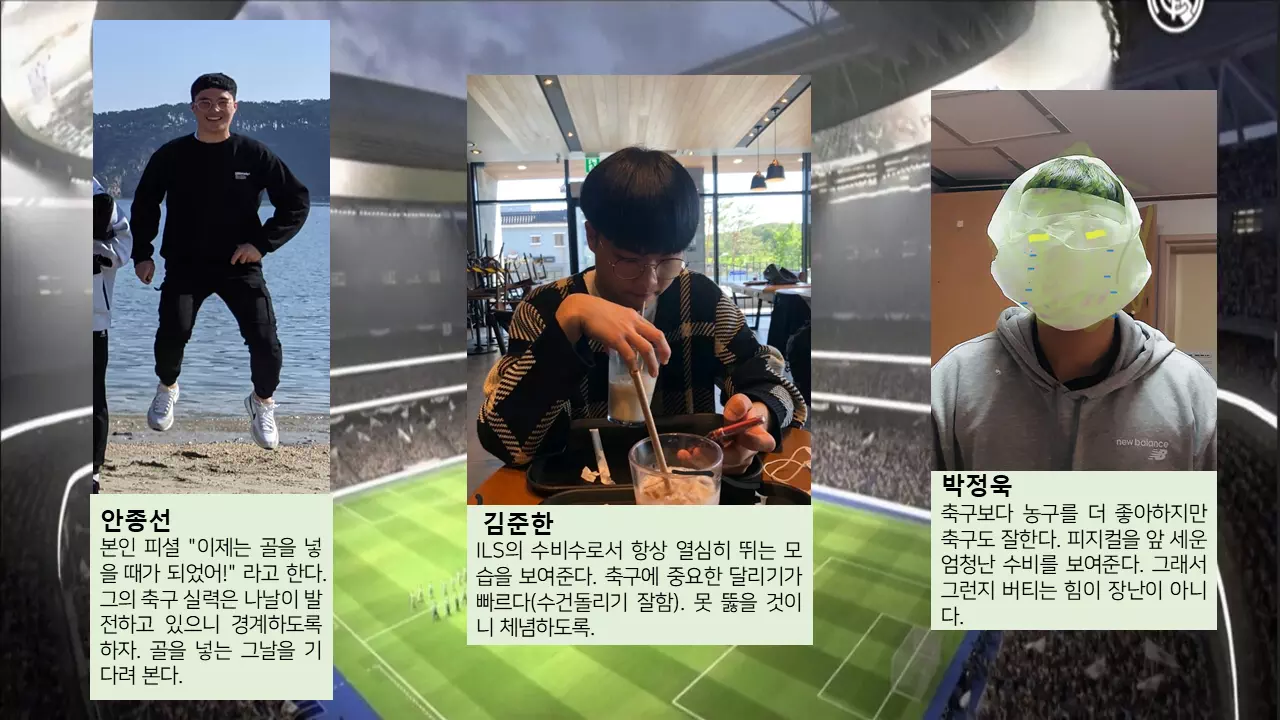 안종선
본인 피셜 "이제는 골을 넣
을 때가 되었어!" 라고 한다.
그의 축구 실력은 나날이 발
전하고 있으니 경계하도록
하자. 골을 넣는 그날을 기
다려 본다.
김준한
ILS의 수비수로서 항상 열심히 뛰는 모
습을 보여준다. 축구에 중요한 달리기가
빠르다(수건돌리기 잘함). 못 뚫을 것이
니 체념하도록.
박정욱
축구보다 농구를 더 좋아하지만
축구도 잘한다. 피지컬을 앞 세운
엄청난 수비를 보여준다. 그래서
그런지 버티는 힘이 장난이 아니
다.
new balance